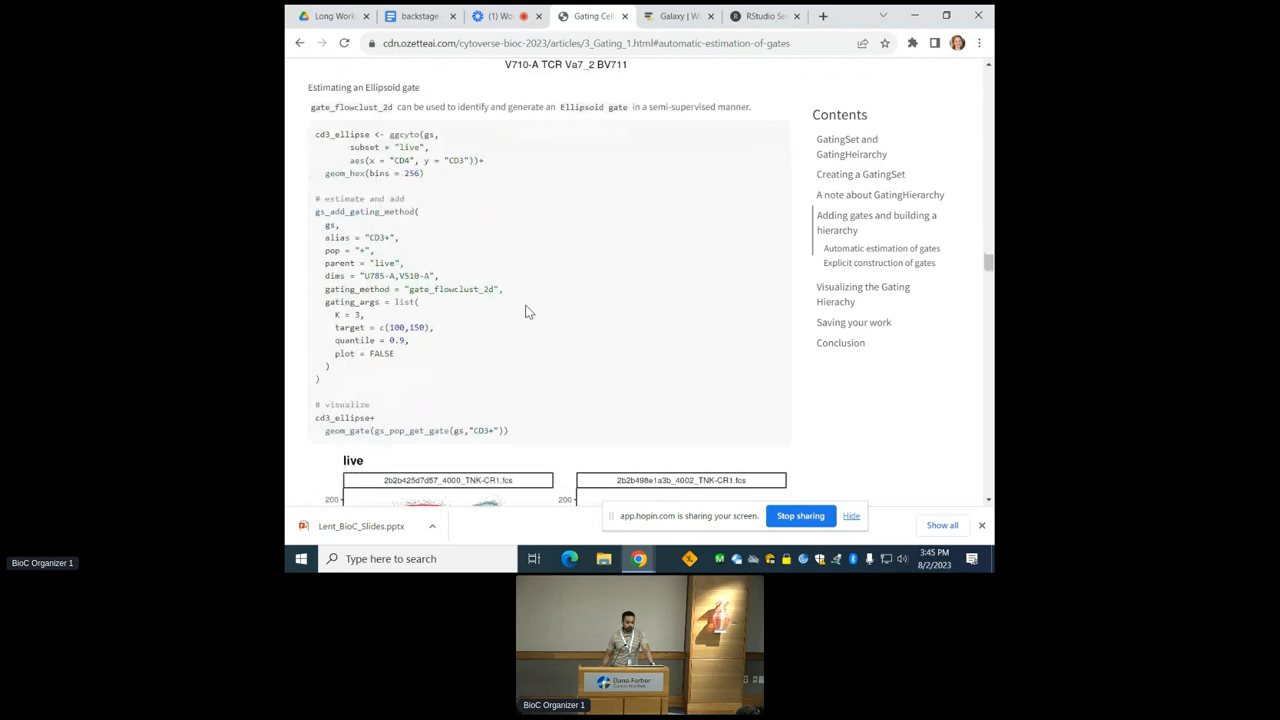 Long Work
backstage
(1) Wo
Gating Cel
Galaxy | W
RStudio Se
cdn.ozetteai.com/cytoverse-bioc-2023/articles/3_Gating_1.html#automatic-estimation-of-gates
V710-A TCR Va7_2 BV711
Estimating an Ellipsoid gate
gate_flowclust_2d can be used to identify and generate an Ellipsoid gate in a semi-supervised manner.
cd3_ellipse <- ggcyto(gs,
subset = "live",
aes(x = "CD4", y = "CD3"))+
geom_hex(bins = 256)
# estimate and add
gs_add_gating_method(
gs,
alias = "CD3+",
pop = "+",
parent = "live",
dims = "U785-A,V510-A",
gating_method = "gate_flowclust_2d",
gating_args = list(
K = 3,
target = c(100,150),
quantile = 0.9,
plot = FALSE
)
)
# visualize
cd3_ellipse+
geom_gate(gs_pop_get_gate(gs,"CD3+"))
live
2b2b425d7d57_4000_TNK-CR1.fcs
2b2b498e1a3b_4002_TNK-CR1.fcs
200
200
Contents
GatingSet and
GatingHeirarchy
Creating a GatingSet
A note about GatingHierarchy
Adding gates and building a
hierarchy
Automatic estimation of gates
Explicit construction of gates
Visualizing the Gating
Hierachy
Saving your work
Conclusion
app.hopin.com is sharing your screen.
Stop sharing
Hide
Lent_BioC_Slides.pptx
Show all
Type here to search
3:45 PM
8/2/2023
BioC Organizer 1
Dana Farber
Cancer Institute
BioC Organizer 1